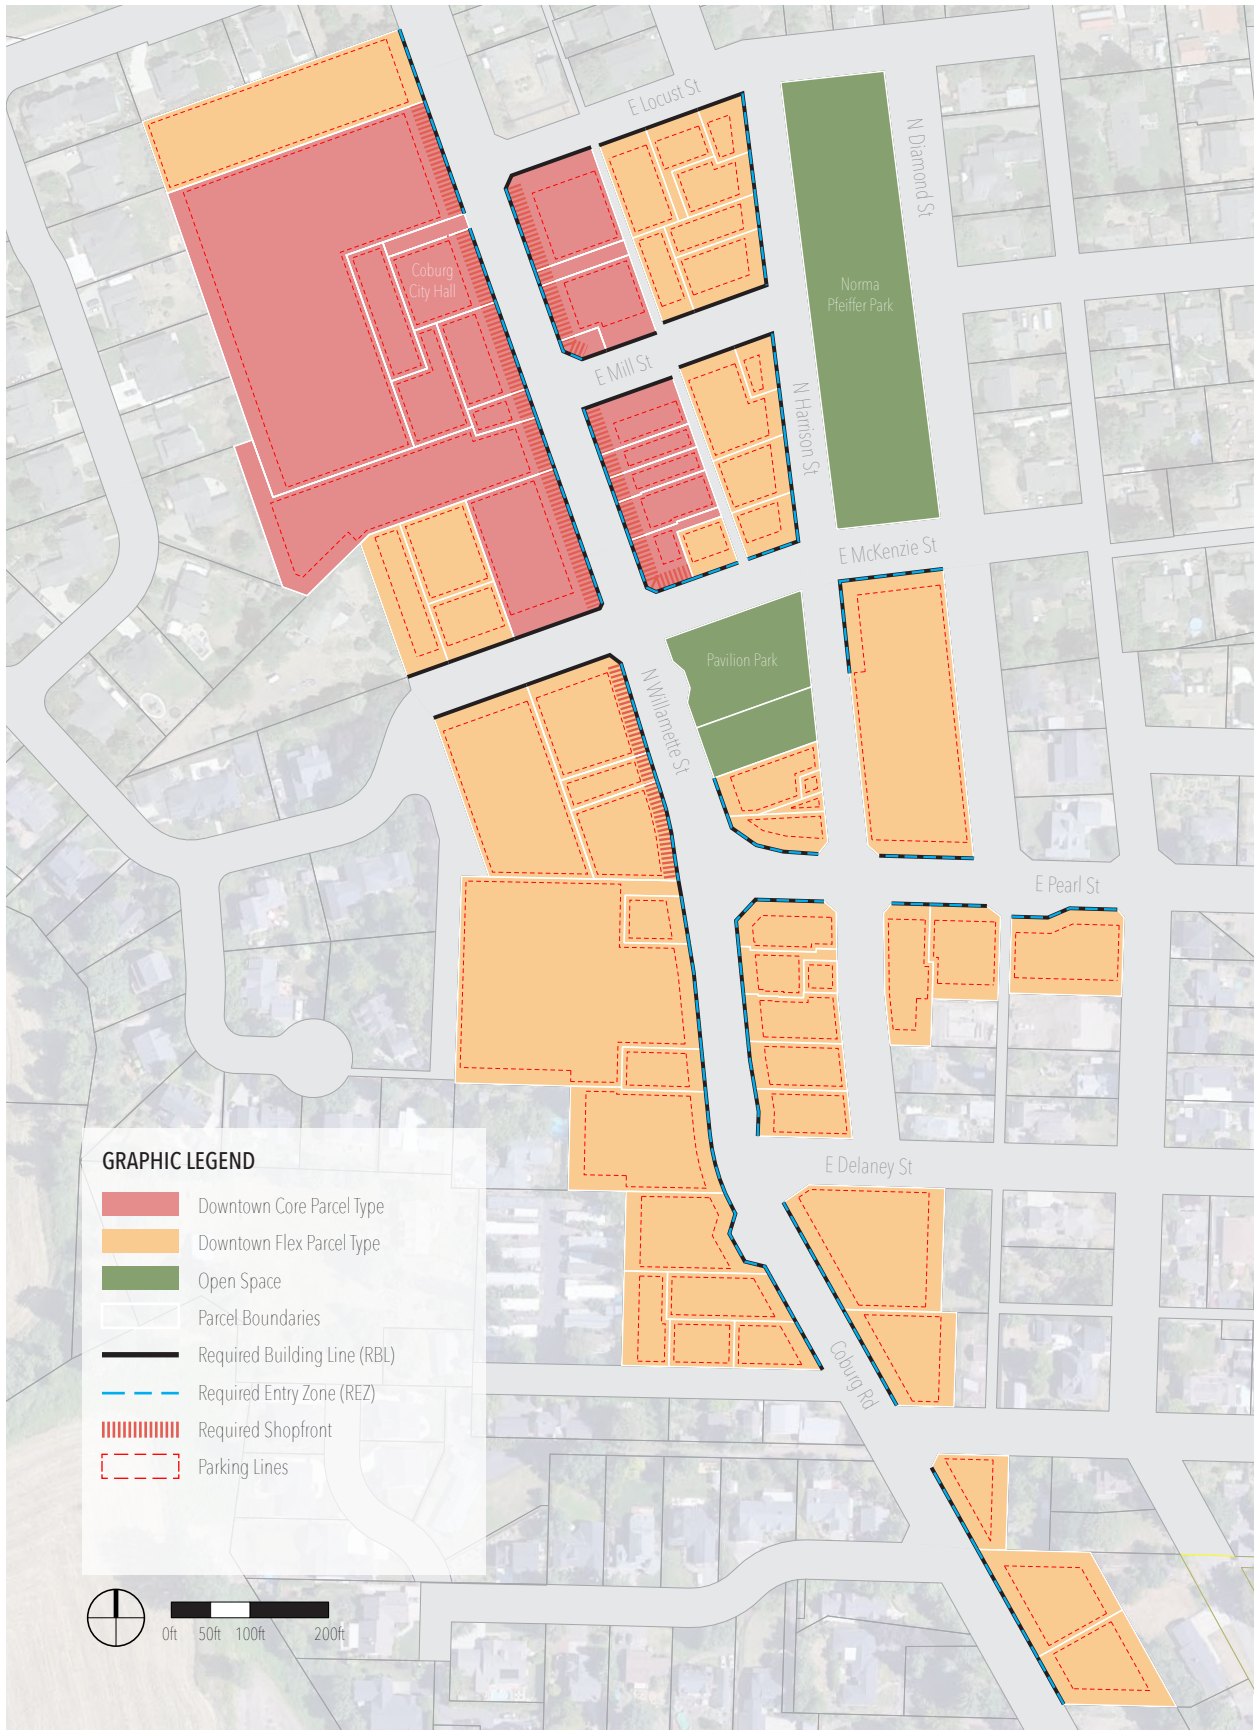 E Locust St
N Diamond St
Coburg
City Hall
Norma
Pfeiffer Park
E Mill St
N Harrison St
E McKenzie St
Pavilion Park
N Willamette St
E Pearl St
E Delaney St
Coburg Rd
GRAPHIC LEGEND
Downtown Core Parcel Type
Downtown Flex Parcel Type
Open Space
Parcel Boundaries
Required Building Line (RBL)
Required Entry Zone (REZ)
Required Shopfront
Parking Lines
0ft 50ft 100ft 200ft